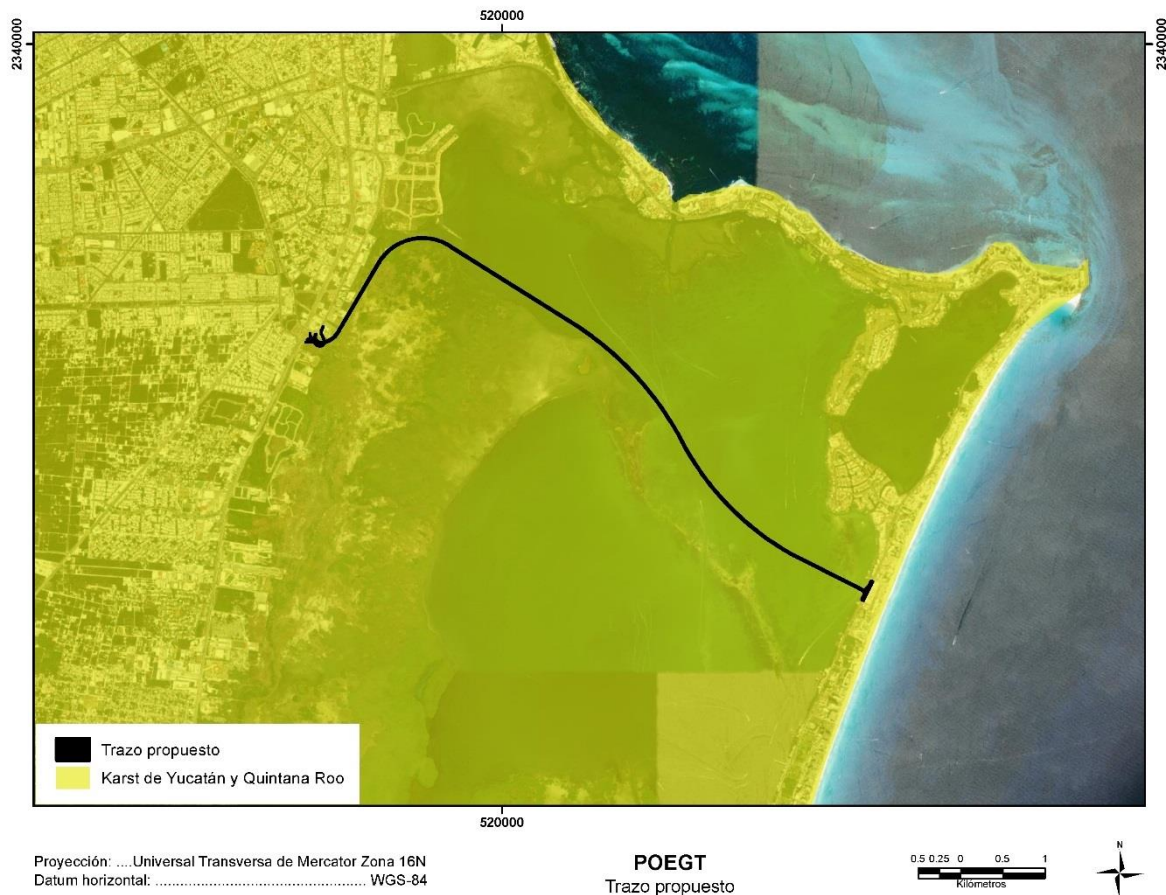 520000
2340000
2340000
Trazo propuesto
Karst de Yucatán y Quintana Roo
520000
Proyección: ....Universal Transversa de Mercator Zona 16N
Datum horizontal: ................................................ WGS-84
POEGT
Trazo propuesto
0.5 0.25 0 0.5 1
Kilómetros
N